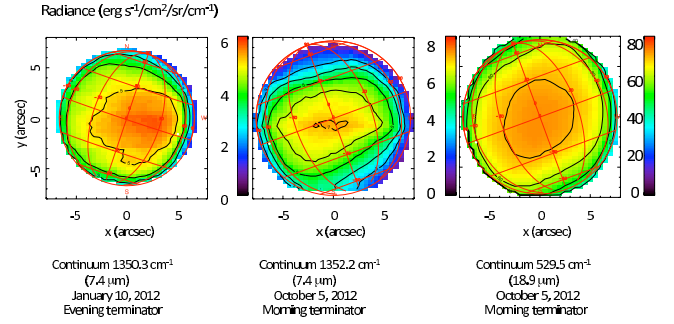 Radiance (erg s-1/cm2/sr/cm-1)
5
0
-5
y (arcsec)
-5 0 5
x (arcsec)
6
4
2
0
-5 0 5
x (arcsec)
8
6
4
2
0
-5 0 5
x (arcsec)
80
60
40
20
0
Continuum 1350.3 cm-1
(7.4 µm)
January 10, 2012
Evening terminator
Continuum 1352.2 cm-1
(7.4 µm)
October 5, 2012
Morning terminator
Continuum 529.5 cm-1
(18.9 µm)
October 5, 2012
Morning terminator